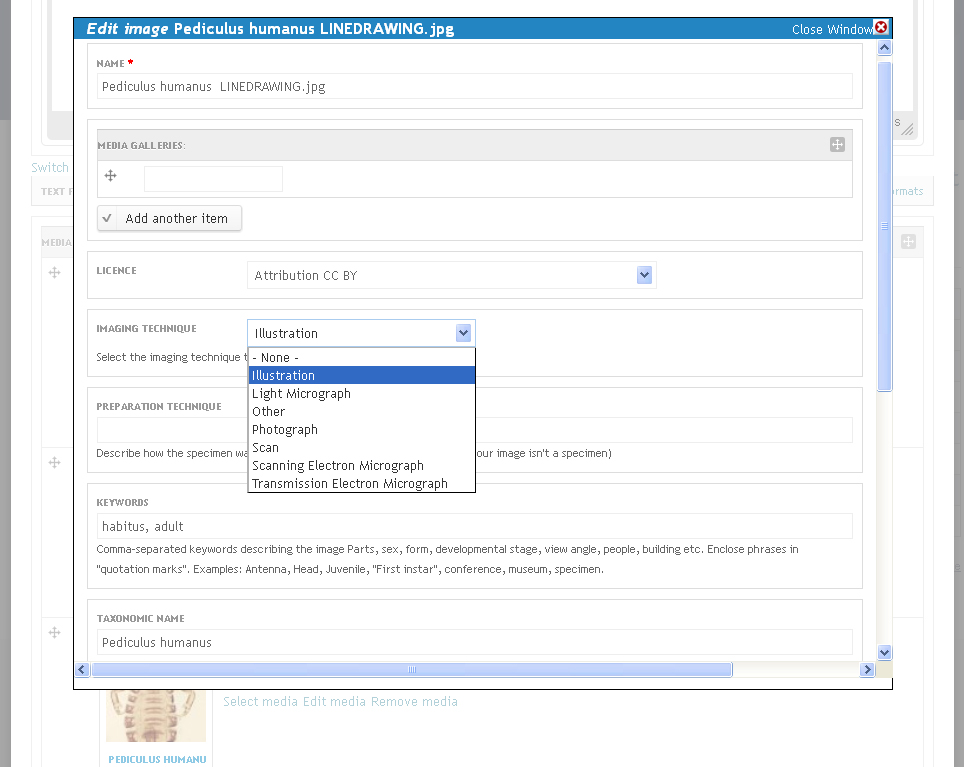 Edit image Pediculus humanus LINEDRAWING.jpg
Close Window
NAME *
Pediculus humanus LINEDRAWING.jpg
MEDIA GALLERIES:
Add another item
Switch
TEXT F
ormats
MEDIA
LICENCE
Attribution CC BY
IMAGING TECHNIQUE
Illustration
Select the imaging technique t
- None -
Illustration
Light Micrograph
Other
Photograph
Scan
Scanning Electron Micrograph
Transmission Electron Micrograph
PREPARATION TECHNIQUE
Describe how the specimen wa our image isn't a specimen)
KEYWORDS
habitus, adult
Comma-separated keywords describing the image Parts, sex, form, developmental stage, view angle, people, building etc. Enclose phrases in
"quotation marks". Examples: Antenna, Head, Juvenile, "First instar", conference, museum, specimen.
TAXONOMIC NAME
Pediculus humanus
Select media Edit media Remove media
PEDICULUS HUMANU